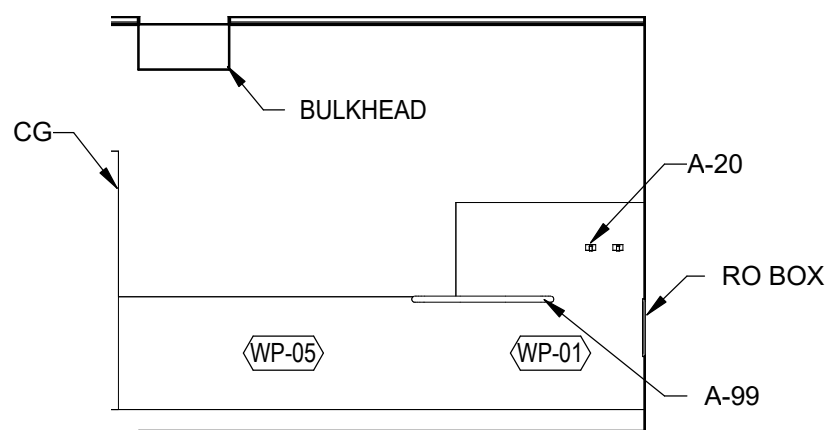 BULKHEAD
CG
A-20
RO BOX
WP-05
WP-01
A-99